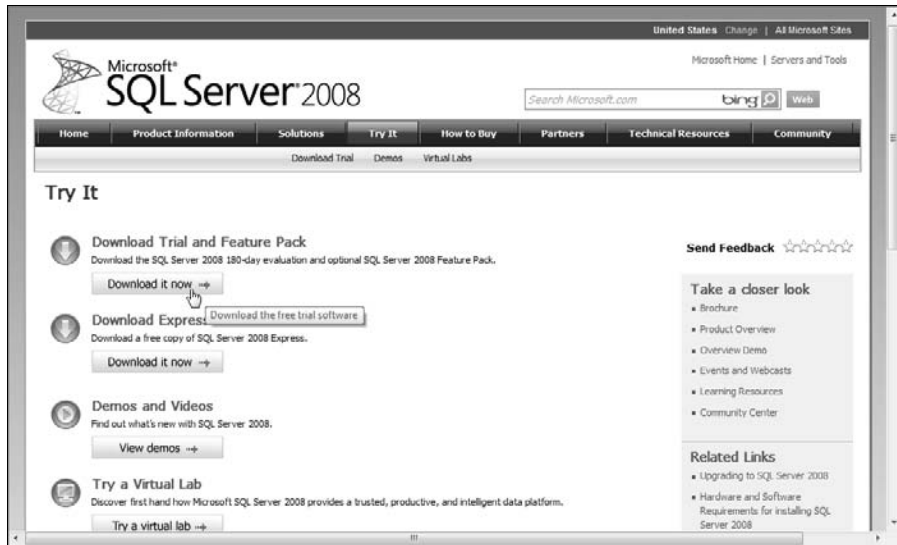 United States Change | All Microsoft Sites
Microsoft Home | Servers and Tools
Microsoft®
SQL Server® 2008
Search Microsoft.com
bing
Web
Home Product Information Solutions Try It How to Buy Partners Technical Resources Community
Download Trial Demos Virtual Labs
Try It
Download Trial and Feature Pack
Download the SQL Server 2008 180-day evaluation and optional SQL Server 2008 Feature Pack.
Download it now
Download the free trial software
Download Express
Download a free copy of SQL Server 2008 Express.
Download it now
Demos and Videos
Find out what's new with SQL Server 2008.
View demos
Try a Virtual Lab
Discover first hand how Microsoft SQL Server 2008 provides a trusted, productive, and intelligent data platform.
Try a virtual lab
Send Feedback
Take a closer look
Brochure
Product Overview
Overview Demo
Events and Webcasts
Learning Resources
Community Center
Related Links
Upgrading to SQL Server 2008
Hardware and Software
Requirements for installing SQL
Server 2008